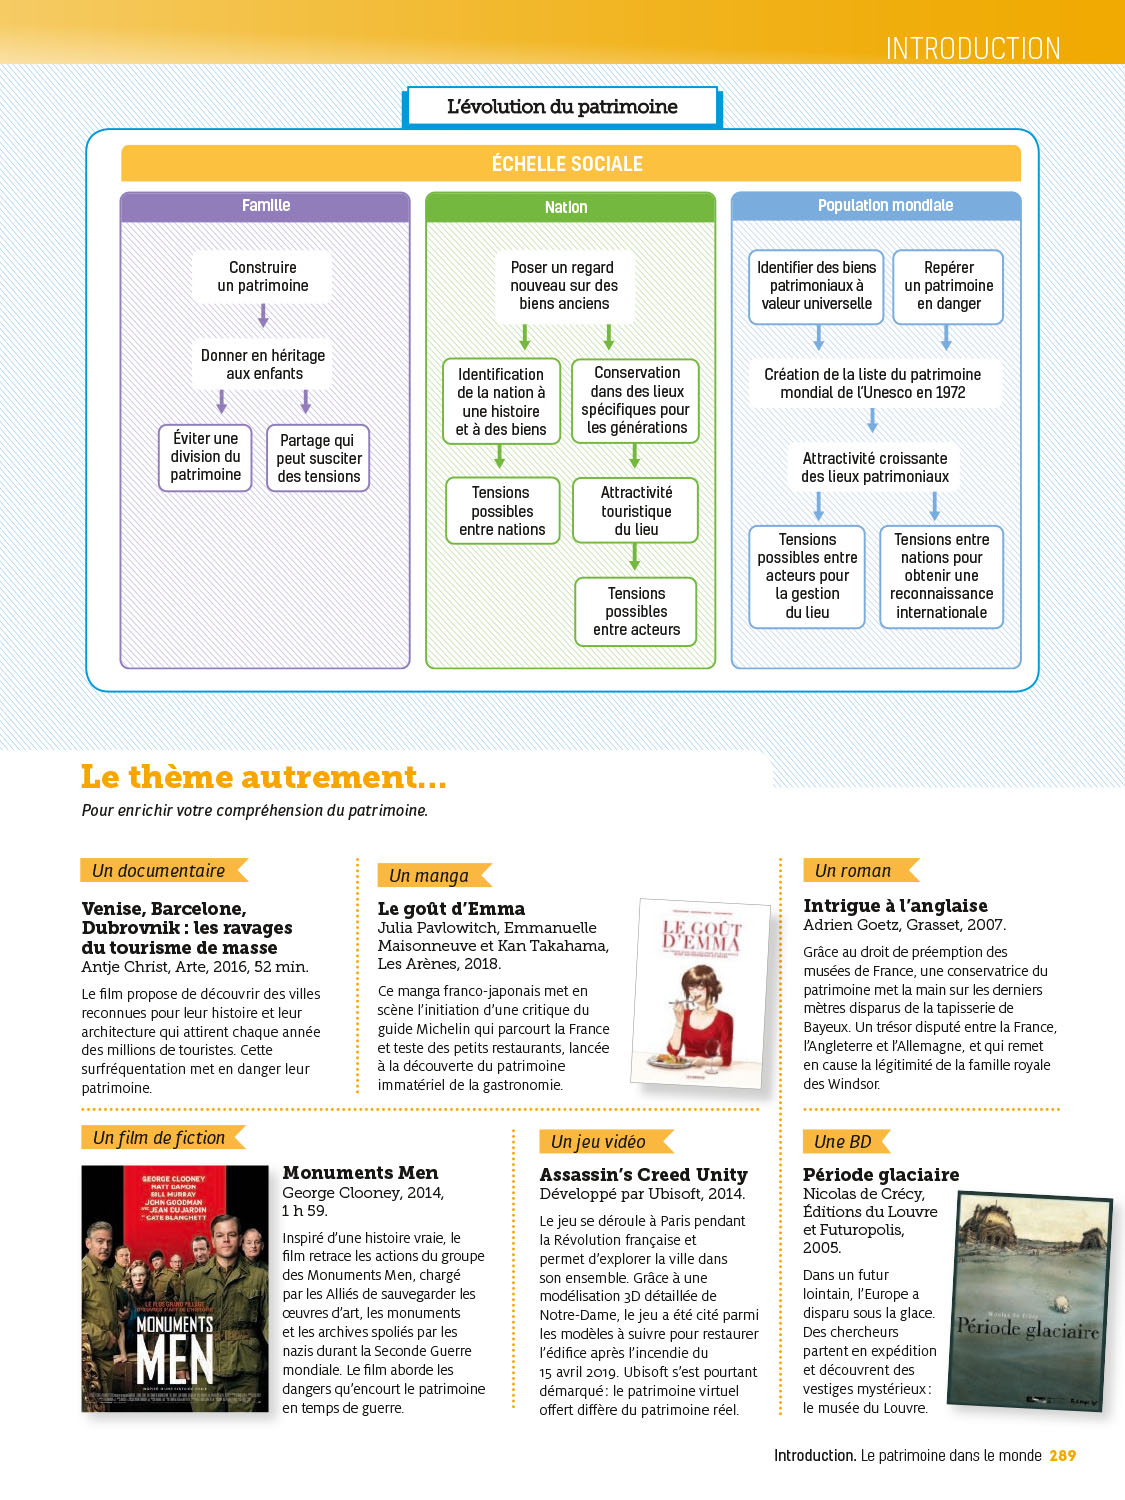 INTRODUCTION
L'évolution du patrimoine
ÉCHELLE SOCIALE
Famille
Construire
un patrimoine
Donner en héritage
aux enfants
Éviter une
division du
patrimoine
Partage qui
peut susciter
des tensions
Nation
Poser un regard
nouveau sur des
biens anciens
Identification
de la nation à
une histoire
et à des biens
Conservation
dans des lieux
spécifiques pour
les générations
Tensions
possibles
entre nations
Attractivité
touristique
du lieu
Tensions
possibles
entre acteurs
Population mondiale
Identifier des biens
patrimoniaux à
valeur universelle
Repérer
un patrimoine
en danger
Création de la liste du patrimoine
mondial de l'Unesco en 1972
Attractivité croissante
des lieux patrimoniaux
Tensions
possibles entre
acteurs pour
la gestion
du lieu
Tensions entre
nations pour
obtenir une
reconnaissance
internationale
Le thème autrement...
Pour enrichir votre compréhension du patrimoine.
Un documentaire
Venise, Barcelone,
Dubrovnik : les ravages
du tourisme de masse
Antje Christ, Arte, 2016, 52 min.
Le film propose de découvrir des villes
reconnues pour leur histoire et leur
architecture qui attirent chaque année
des millions de touristes. Cette
surfréquentation met en danger leur
patrimoine.
Un manga
Le goût d'Emma
Julia Pavlowitch, Emmanuelle
Maisonneuve et Kan Takahama,
Les Arènes, 2018.
Ce manga franco-japonais met en
scène l'initiation d'une critique du
guide Michelin qui parcourt la France
et teste des petits restaurants, lancée
à la découverte du patrimoine
immatériel de la gastronomie.
LE GOÛT
D'EMMA
Un roman
Intrigue à l'anglaise
Adrien Goetz, Grasset, 2007.
Grâce au droit de préemption des
musées de France, une conservatrice du
patrimoine met la main sur les derniers
mètres disparus de la tapisserie de
Bayeux. Un trésor disputé entre la France,
l'Angleterre et l'Allemagne, et qui remet
en cause la légitimité de la famille royale
des Windsor.
Un film de fiction
GEORGE CLOONEY
MATT DAMON
BILL MURRAY
JOHN GOODMAN
AVEC JEAN DUJARDIN
ET CATE BLANCHETT
LE PLUS GRAND PILLAGE
D'ŒUVRES D'ART DE L'HISTOIRE
MONUMENTS
MEN
Monuments Men
George Clooney, 2014,
1 h 59.
Inspiré d'une histoire vraie, le
film retrace les actions du groupe
des Monuments Men, chargé
par les Alliés de sauvegarder les
œuvres d'art, les monuments
et les archives spoliés par les
nazis durant la Seconde Guerre
mondiale. Le film aborde les
dangers qu'encourt le patrimoine
en temps de guerre.
Un jeu vidéo
Assassin's Creed Unity
Développé par Ubisoft, 2014.
Le jeu se déroule à Paris pendant
la Révolution française et
permet d'explorer la ville dans
son ensemble. Grâce à une
modélisation 3D détaillée de
Notre-Dame, le jeu a été cité parmi
les modèles à suivre pour restaurer
l'édifice après l'incendie du
15 avril 2019. Ubisoft s'est pourtant
démarqué : le patrimoine virtuel
offert diffère du patrimoine réel.
Une BD
Période glaciaire
Nicolas de Crécy,
Éditions du Louvre
et Futuropolis,
2005.
Dans un futur
lointain, l'Europe a
disparu sous la glace.
Des chercheurs
partent en expédition
et découvrent des
vestiges mystérieux :
le musée du Louvre.
Nicolas de Crécy
Période glaciaire
Introduction. Le patrimoine dans le monde 289